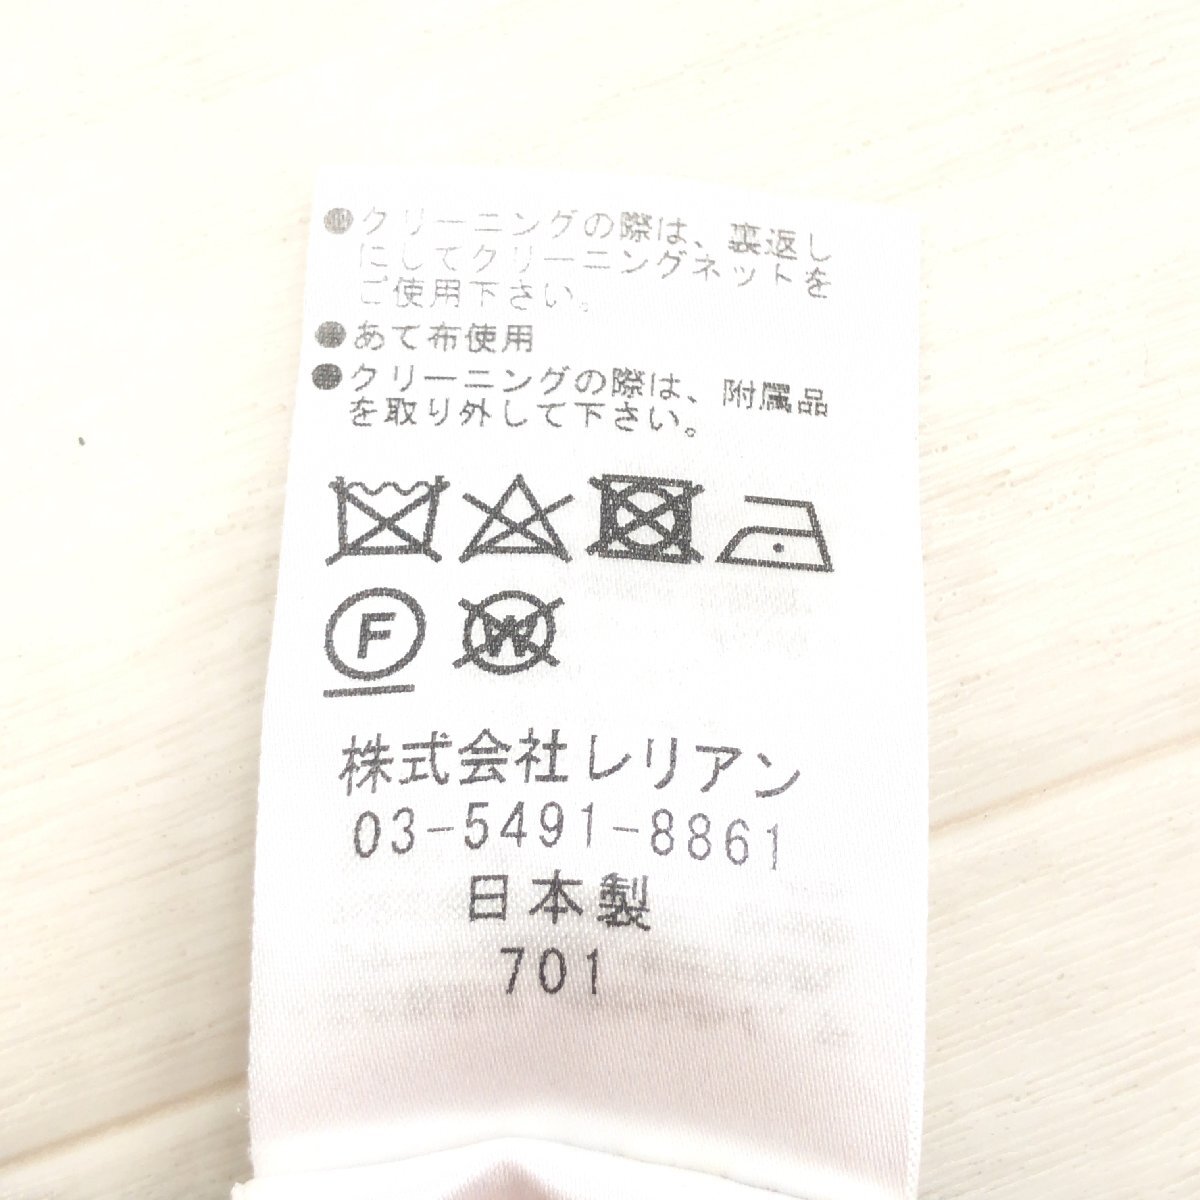 ●クリーニングの際は、裏返し
にしてクリーニングネットを
ご使用下さい。
●あて布使用
●クリーニングの際は、附属品
を取り外して下さい。
F W
株式会社レリアン
03-5491-8861
日本製
701